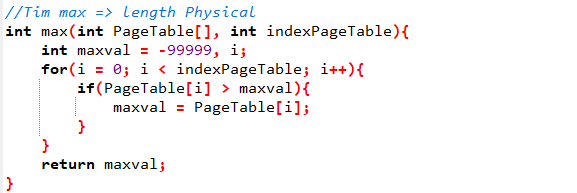 //Tim max => length Physical
int max(int PageTable[], int indexPageTable){
    int maxval = -99999, i;
    for(i = 0; i < indexPageTable; i++){
        if(PageTable[i] > maxval){
            maxval = PageTable[i];
        }
    }
    return maxval;
}